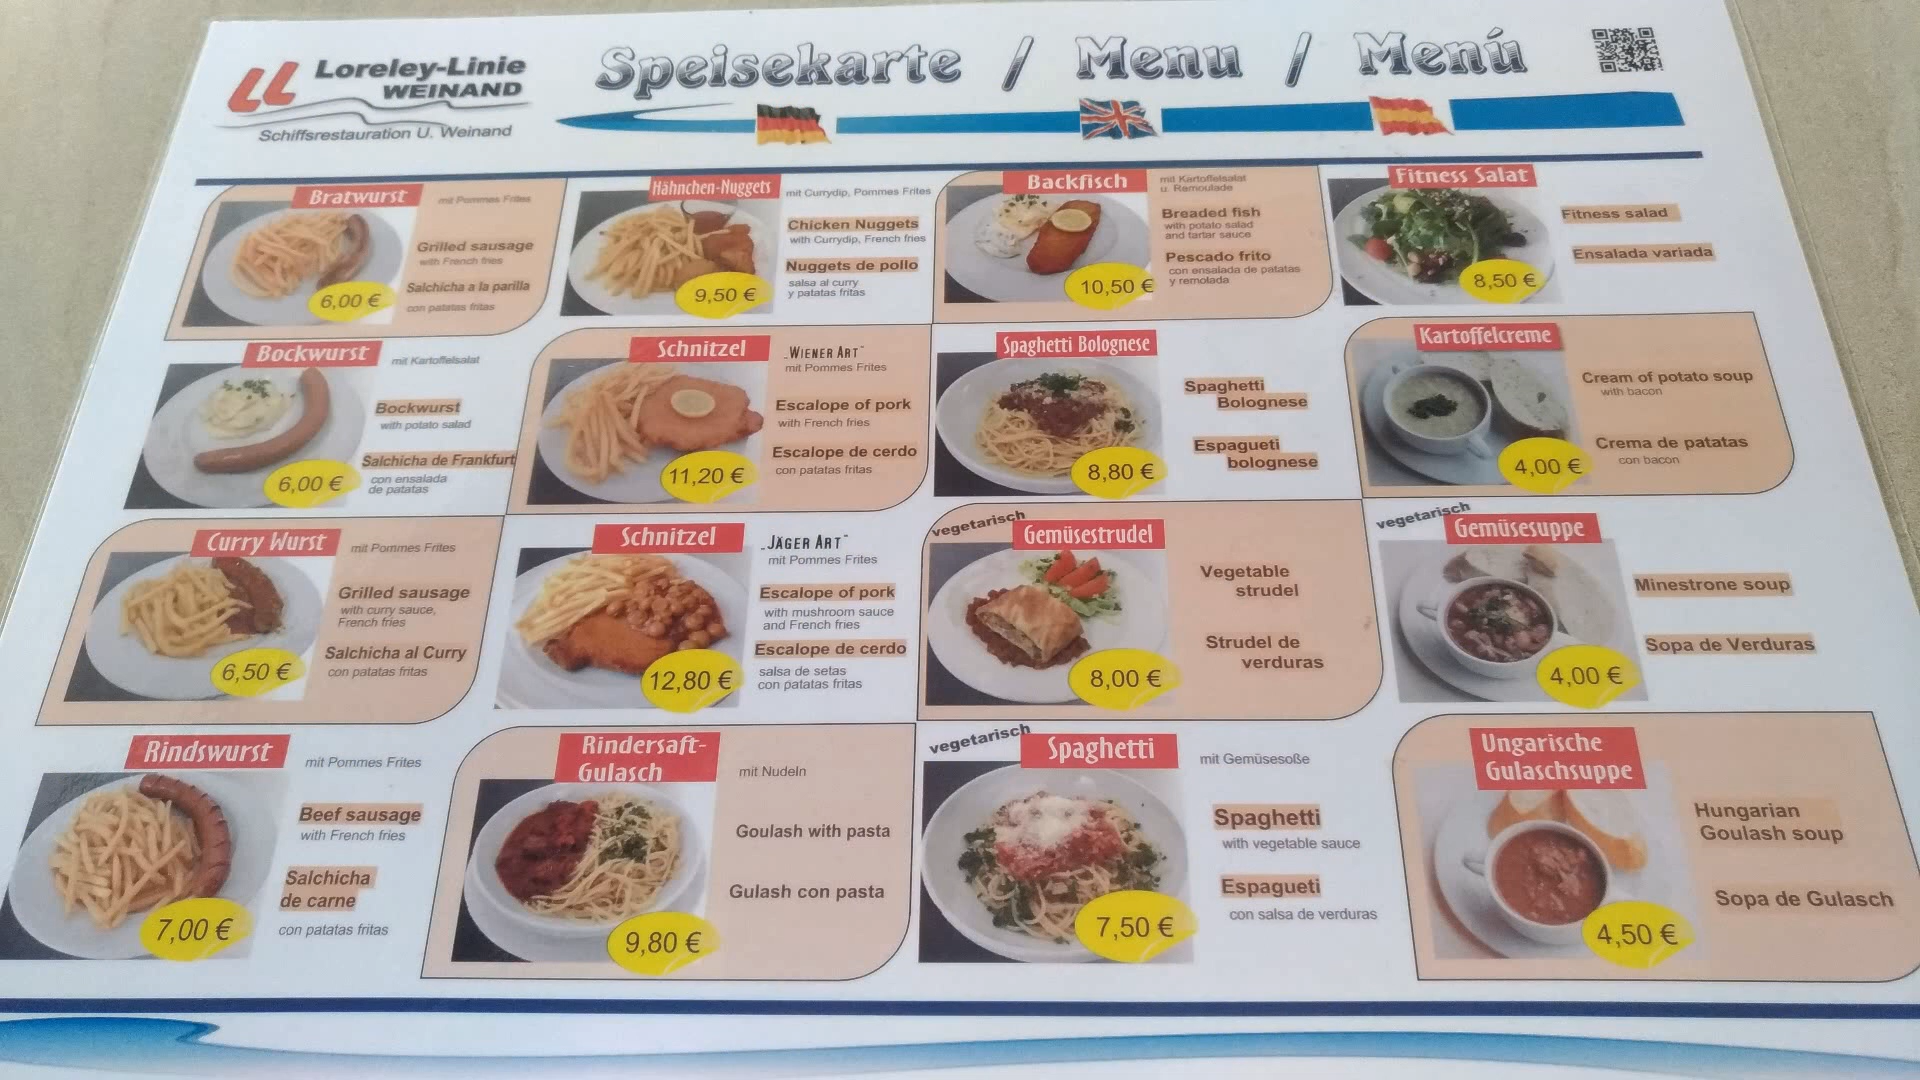 Loreley-Linie
WEINAND
Schiffsrestauration U. Weinand
Speisekarte / Menu / Menú
Bratwurst
mit Pommes Frites
Grilled sausage
with French fries
Salchicha a la parilla
con patatas fritas
6,00 €
Hähnchen-Nuggets
mit Currydip, Pommes Frites
Chicken Nuggets
with Currydip, French fries
Nuggets de pollo
salsa al curry
y patatas fritas
9,50 €
Backfisch
mit Kartoffelsalat
u. Ramoulade
Breaded fish
with potato salad
and tartar sauce
Pescado frito
con ensalada de patatas
y remolada
10,50 €
Fitness Salat
Fitness salad
Ensalada variada
8,50 €
Bockwurst
mit Kartoffelsalat
Bockwurst
with potato salad
Salchicha de Frankfurt
con ensalada
de patatas
6,00 €
Schnitzel
„WIENER ART"
mit Pommes Frites
Escalope of pork
with French fries
Escalope de cerdo
con patatas fritas
11,20 €
Spaghetti Bolognese
Spaghetti
Bolognese
Espagueti
bolognese
8,80 €
Kartoffelcreme
Cream of potato soup
with bacon
Crema de patatas
con bacon
4,00 €
Curry Wurst
mit Pommes Frites
Grilled sausage
with curry sauce,
French fries
Salchicha al Curry
con patatas fritas
6,50 €
Schnitzel
„JÄGER ART"
mit Pommes Frites
Escalope of pork
with mushroom sauce
and French fries
Escalope de cerdo
salsa de setas
con patatas fritas
12,80 €
vegetarisch
Gemüsestrudel
Vegetable
strudel
Strudel de
verduras
8,00 €
vegetarisch
Gemüsesuppe
Minestrone soup
Sopa de Verduras
4,00 €
Rindswurst
mit Pommes Frites
Beef sausage
with French fries
Salchicha
de carne
con patatas fritas
7,00 €
Rindersaft-
Gulasch
mit Nudeln
Goulash with pasta
Gulash con pasta
9,80 €
vegetarisch
Spaghetti
mit Gemüsesoße
Spaghetti
with vegetable sauce
Espagueti
con salsa de verduras
7,50 €
Ungarische
Gulaschsuppe
Hungarian
Goulash soup
Sopa de Gulasch
4,50 €